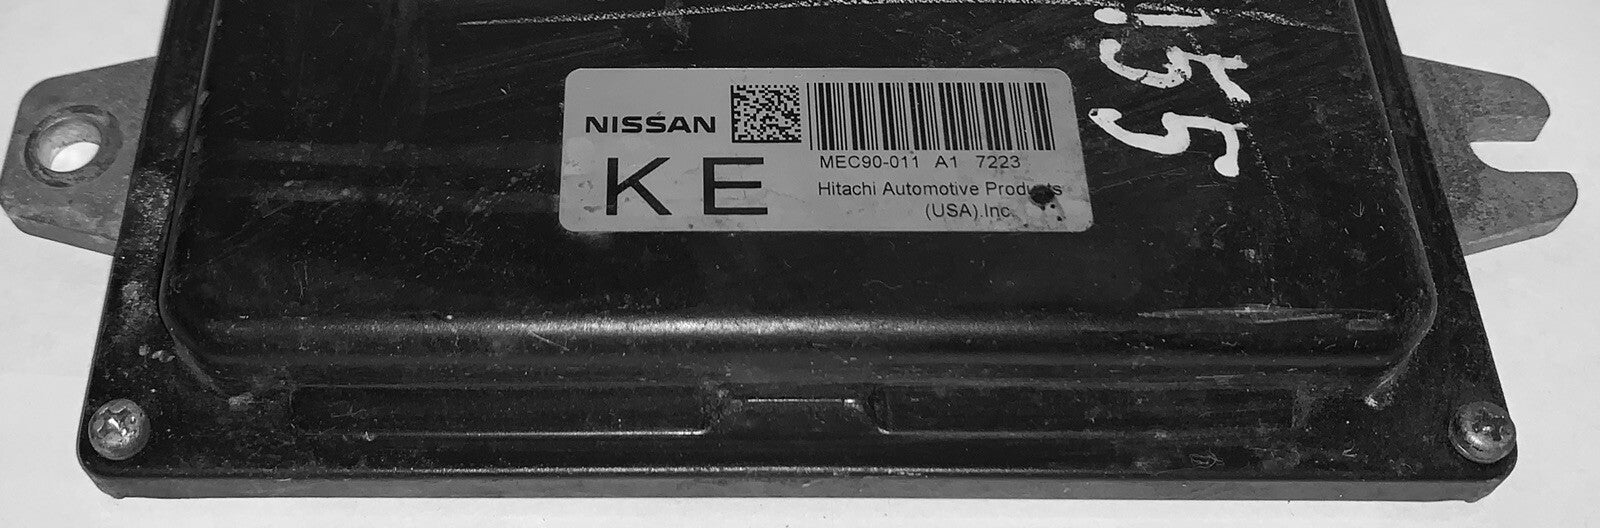 NISSAN
KE
MEC90-011 A1 7223
Hitachi Automotive Products
(USA).Inc.
155